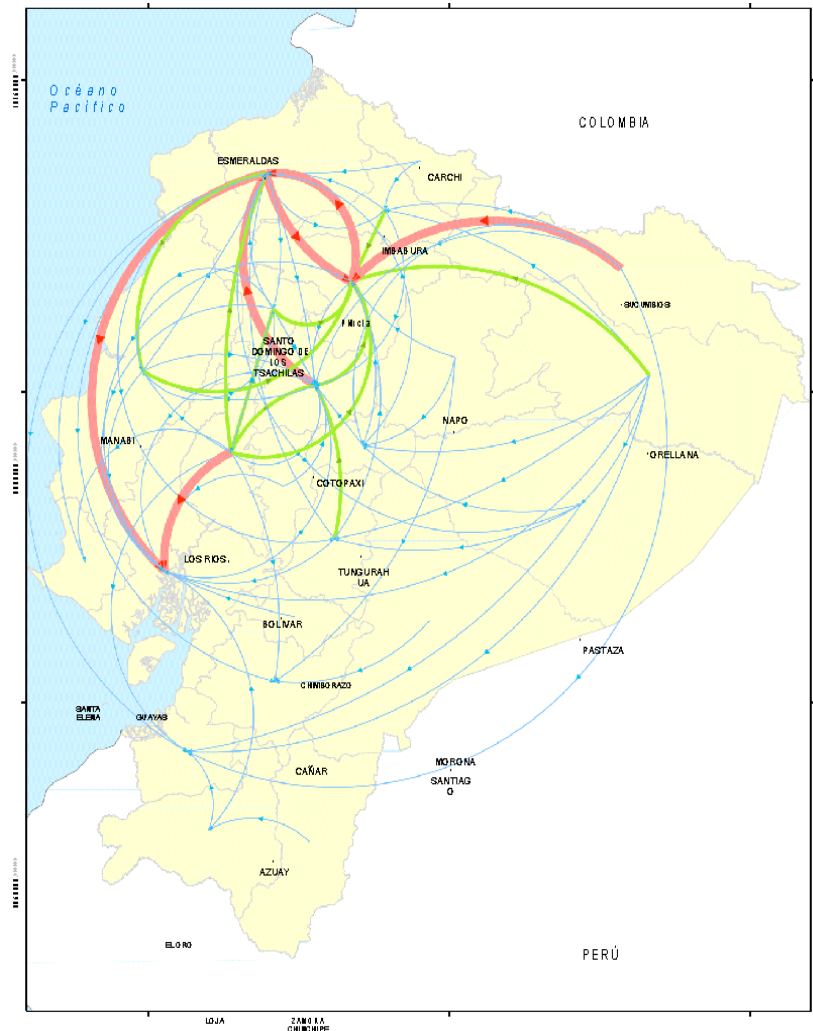 Océano
Pacífico
COLOMBIA
ESMERALDAS
CARCHI
IMBABURA
SUCUMBIOS
SANTO
DOMINGO DE
LOS
TSACHILAS
NAPO
MANABI
ORELLANA
COTOPAXI
LOS RIOS.
TUNGURAH
UA
BOLIVAR
PASTAZA
CHIMBORAZO
SANTA
ELENA
GUAYAS
MORONA
SANTIAG
O
CAÑAR
AZUAY
EL ORO
PERÚ
LOJA
ZAMORA
CHINCHIPE